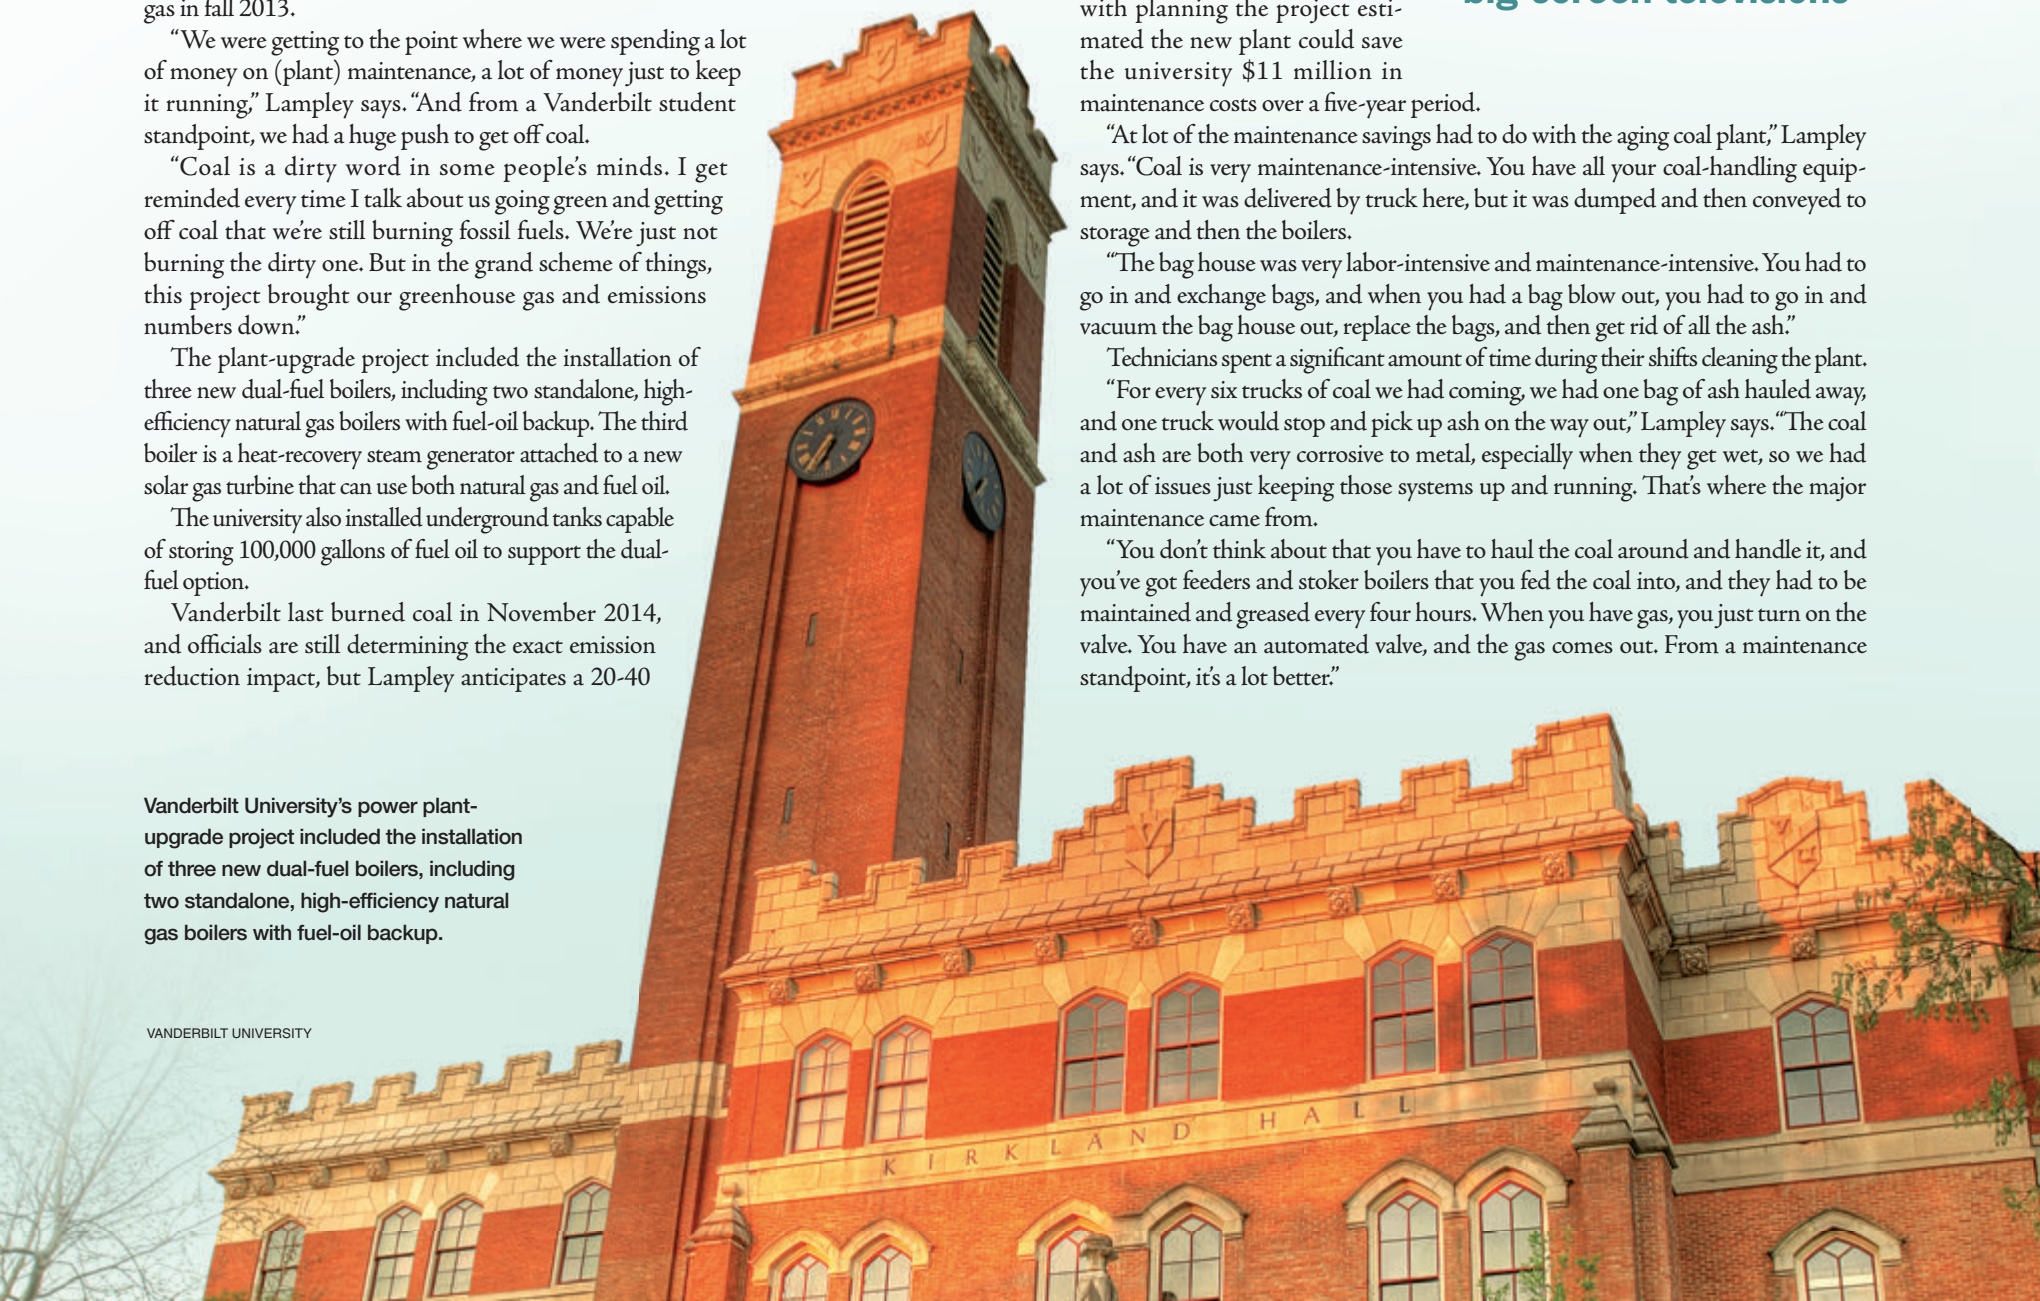 gas in fall 2013.
“We were getting to the point where we were spending a lot
of money on (plant) maintenance, a lot of money just to keep
it running,” Lampley says. “And from a Vanderbilt student
standpoint, we had a huge push to get off coal.
“Coal is a dirty word in some people’s minds. I get
reminded every time I talk about us going green and getting
off coal that we’re still burning fossil fuels. We’re just not
burning the dirty one. But in the grand scheme of things,
this project brought our greenhouse gas and emissions
numbers down.”
The plant-upgrade project included the installation of
three new dual-fuel boilers, including two standalone, high-
efficiency natural gas boilers with fuel-oil backup. The third
boiler is a heat-recovery steam generator attached to a new
solar gas turbine that can use both natural gas and fuel oil.
The university also installed underground tanks capable
of storing 100,000 gallons of fuel oil to support the dual-
fuel option.
Vanderbilt last burned coal in November 2014,
and officials are still determining the exact emission
reduction impact, but Lampley anticipates a 20-40
big-screen televisions
with planning the project esti-
mated the new plant could save
the university $11 million in
maintenance costs over a five-year period.
“At lot of the maintenance savings had to do with the aging coal plant,” Lampley
says. “Coal is very maintenance-intensive. You have all your coal-handling equip-
ment, and it was delivered by truck here, but it was dumped and then conveyed to
storage and then the boilers.
“The bag house was very labor-intensive and maintenance-intensive. You had to
go in and exchange bags, and when you had a bag blow out, you had to go in and
vacuum the bag house out, replace the bags, and then get rid of all the ash.”
Technicians spent a significant amount of time during their shifts cleaning the plant.
“For every six trucks of coal we had coming, we had one bag of ash hauled away,
and one truck would stop and pick up ash on the way out,” Lampley says. “The coal
and ash are both very corrosive to metal, especially when they get wet, so we had
a lot of issues just keeping those systems up and running. That’s where the major
maintenance came from.
“You don’t think about that you have to haul the coal around and handle it, and
you’ve got feeders and stoker boilers that you fed the coal into, and they had to be
maintained and greased every four hours. When you have gas, you just turn on the
valve. You have an automated valve, and the gas comes out. From a maintenance
standpoint, it’s a lot better.”
Vanderbilt University’s power plant-
upgrade project included the installation
of three new dual-fuel boilers, including
two standalone, high-efficiency natural
gas boilers with fuel-oil backup.
VANDERBILT UNIVERSITY
KIRKLAND HALL